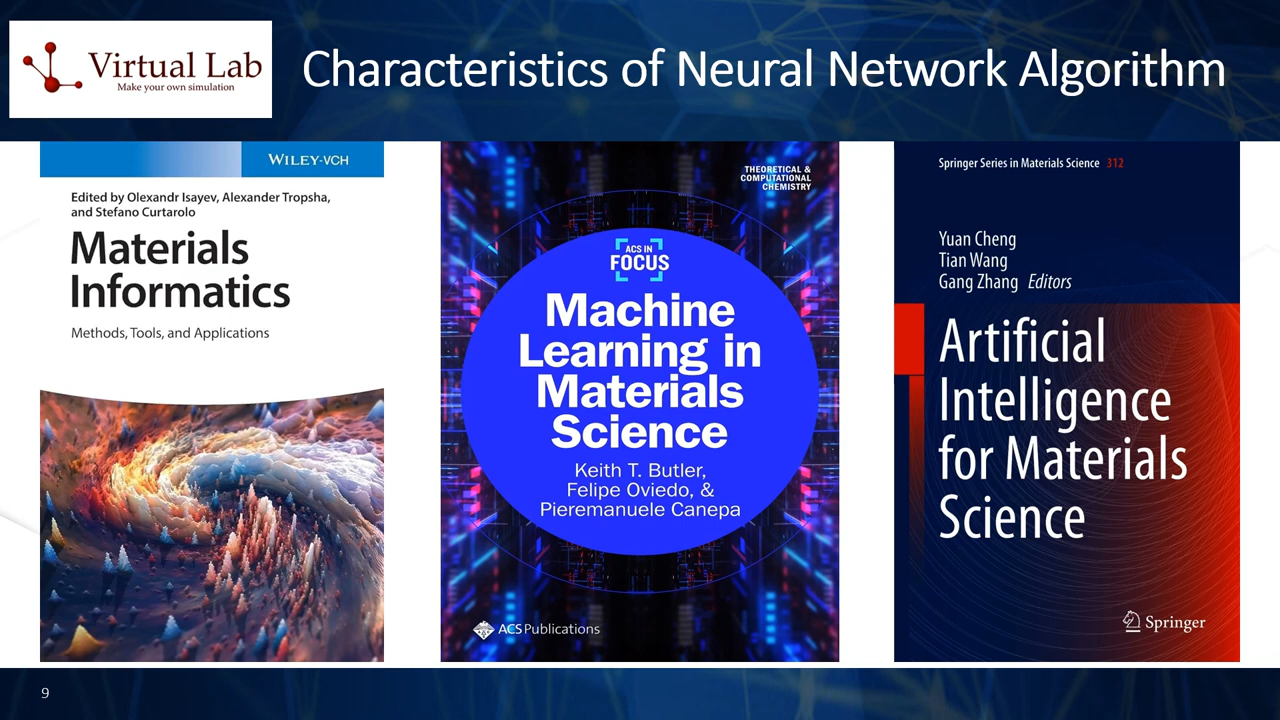 Virtual Lab
Make your own simulation
Characteristics of Neural Network Algorithm
WILEY-VCH
Edited by Olexandr Isayev, Alexander Tropsha,
and Stefano Curtarolo
Materials
Informatics
Methods, Tools, and Applications
THEORETICAL &
COMPUTATIONAL
CHEMISTRY
ACS IN
FOCUS
Machine
Learning in
Materials
Science
Keith T. Butler,
Felipe Oviedo, &
Pieremanuele Canepa
ACS Publications
Springer Series in Materials Science 312
Yuan Cheng
Tian Wang
Gang Zhang Editors
Artificial
Intelligence
for Materials
Science
Springer
9